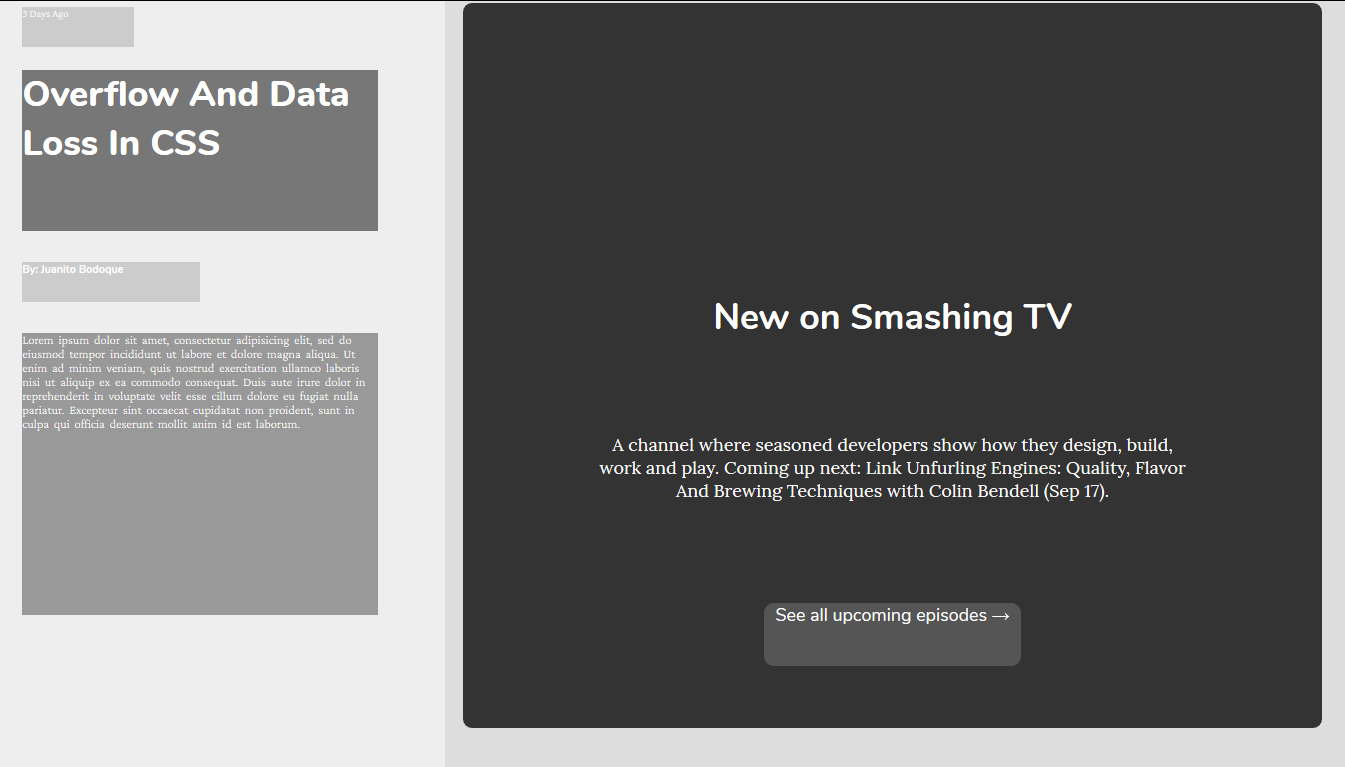 3 Days Ago
Overflow And Data
Loss In CSS
By: Juanito Bodoque
Lorem ipsum dolor sit amet, consectetur adipisicing elit, sed do
eiusmod tempor incididunt ut labore et dolore magna aliqua. Ut
enim ad minim veniam, quis nostrud exercitation ullamco laboris
nisi ut aliquip ex ea commodo consequat. Duis aute irure dolor in
reprehenderit in voluptate velit esse cillum dolore eu fugiat nulla
pariatur. Excepteur sint occaecat cupidatat non proident, sunt in
culpa qui officia deserunt mollit anim id est laborum.
New on Smashing TV
A channel where seasoned developers show how they design, build,
work and play. Coming up next: Link Unfurling Engines: Quality, Flavor
And Brewing Techniques with Colin Bendell (Sep 17).
See all upcoming episodes →